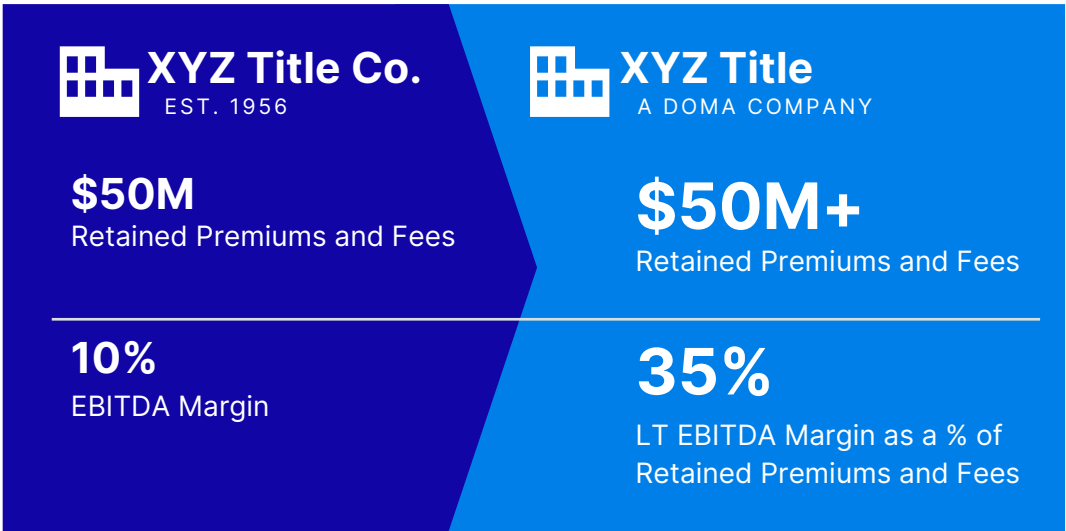 XYZ Title Co.
EST. 1956
$50M
Retained Premiums and Fees
10%
EBITDA Margin
XYZ Title
A DOMA COMPANY
$50M+
Retained Premiums and Fees
35%
LT EBITDA Margin as a % of
Retained Premiums and Fees